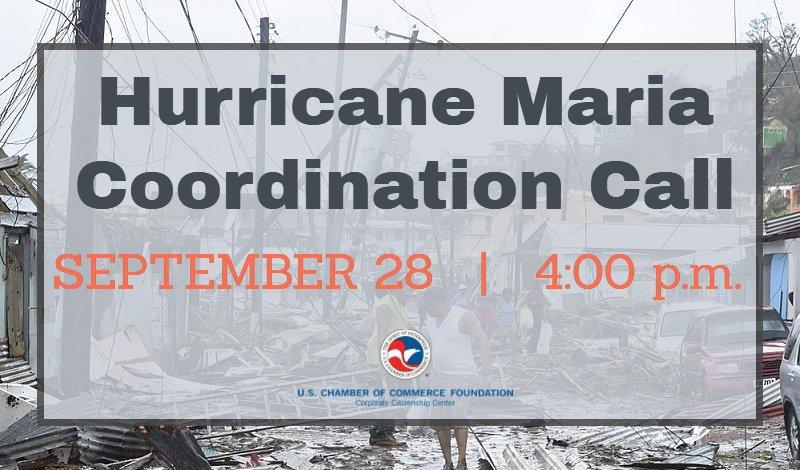 Hurricane Maria
Coordination Call
SEPTEMBER 28 | 4:00 p.m.
U.S. CHAMBER OF COMMERCE FOUNDATION
Corporate Citizenship Center